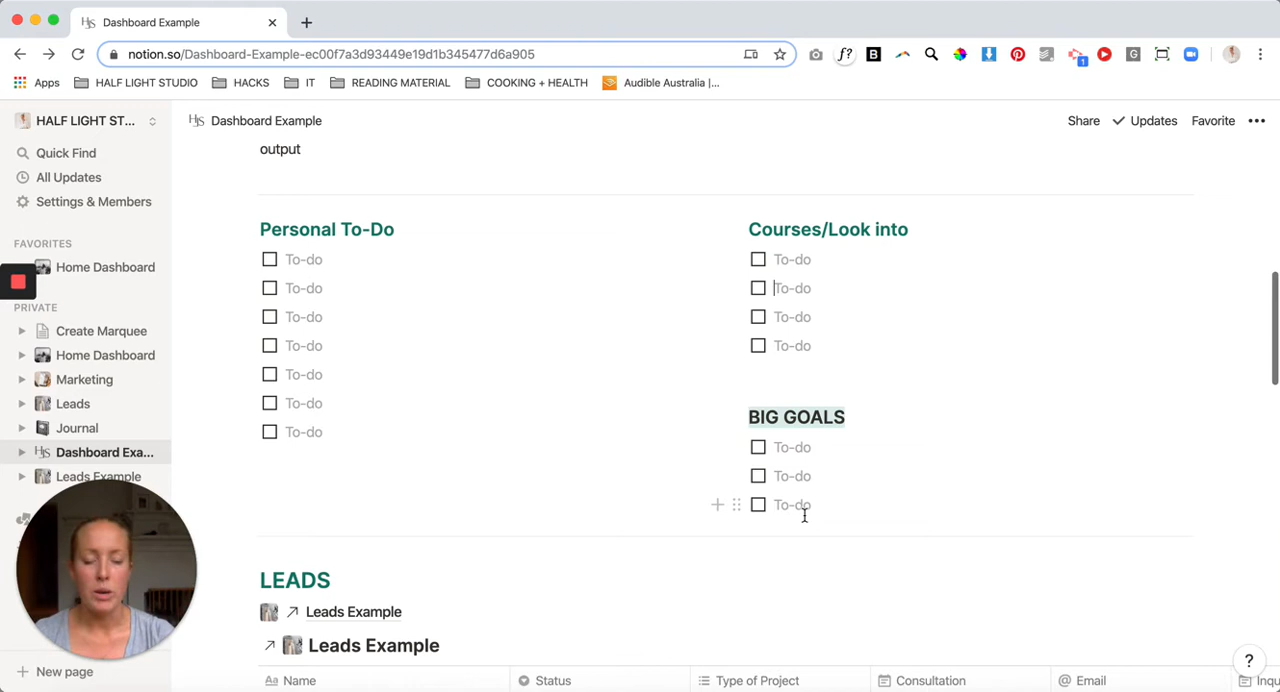 Dashboard Example
notion.so/Dashboard-Example-ec00f7a3d93449e19d1b345477d6a905
Apps HALF LIGHT STUDIO HACKS IT READING MATERIAL COOKING + HEALTH Audible Australia |...
HALF LIGHT ST...
Dashboard Example
Share Updates Favorite
Quick Find
All Updates
Settings & Members
FAVORITES
Home Dashboard
PRIVATE
Create Marquee
Home Dashboard
Marketing
Leads
Journal
Dashboard Exa...
Leads Example
New page
output
Personal To-Do
To-do
To-do
To-do
To-do
To-do
To-do
To-do
Courses/Look into
To-do
To-do
To-do
To-do
BIG GOALS
To-do
To-do
To-do
LEADS
Leads Example
Leads Example
Aa Name Status Type of Project Consultation @ Email Inqu
?